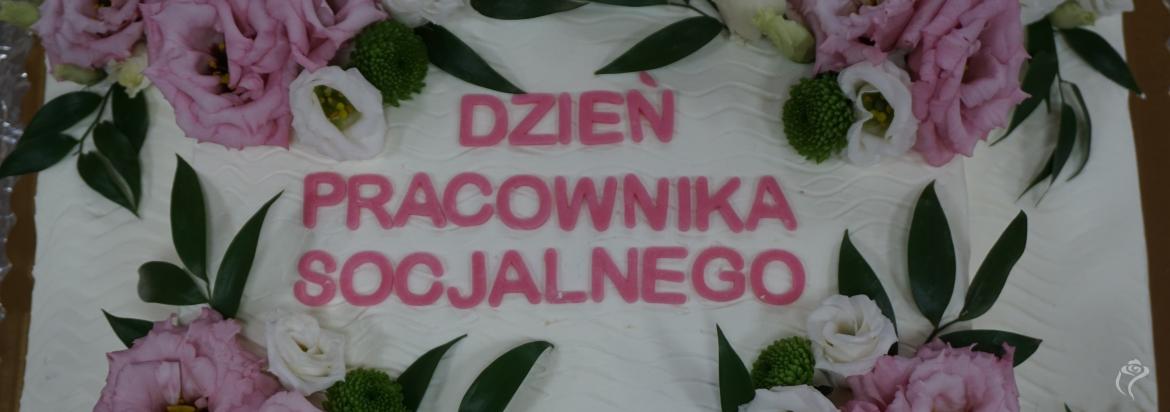 DZIEŃ
PRACOWNIKA
SOCJALNEGO